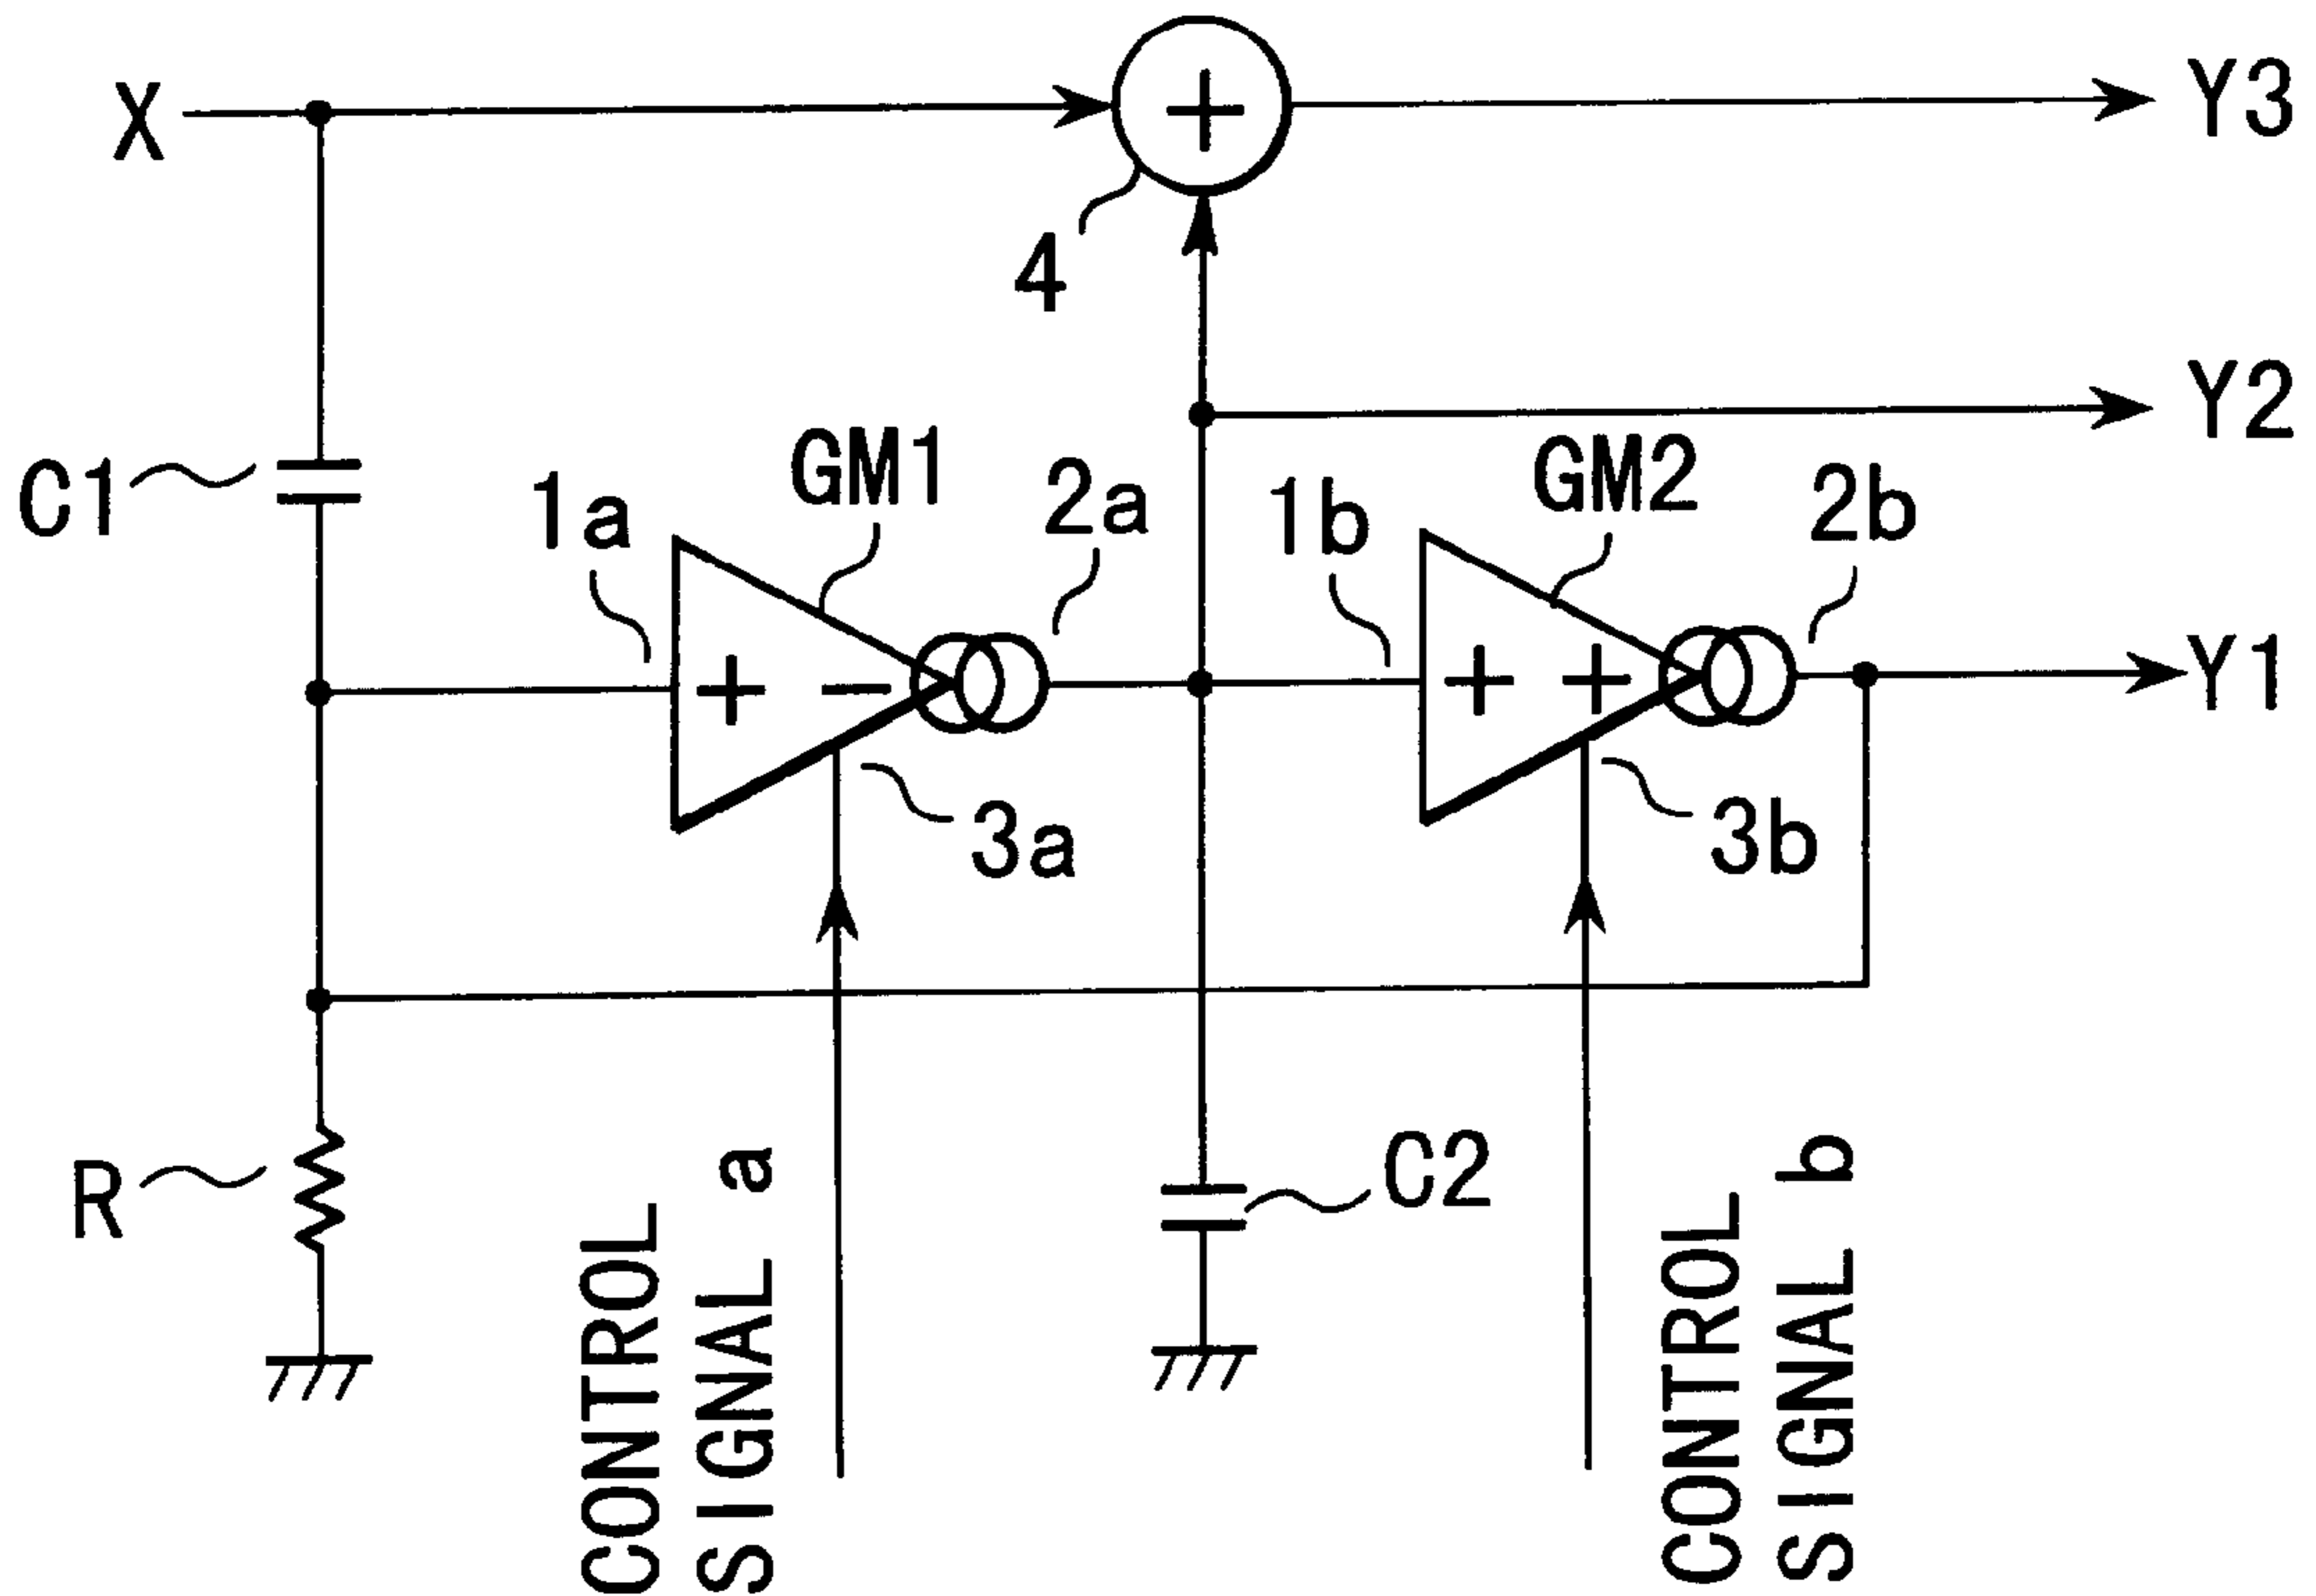 X
+
Y3
4
Y2
C1
1a
GM1
2a
1b
GM2
2b
+ −
+ +
Y1
3a
3b
R
C2
CONTROL
SIGNAL a
CONTROL
SIGNAL b